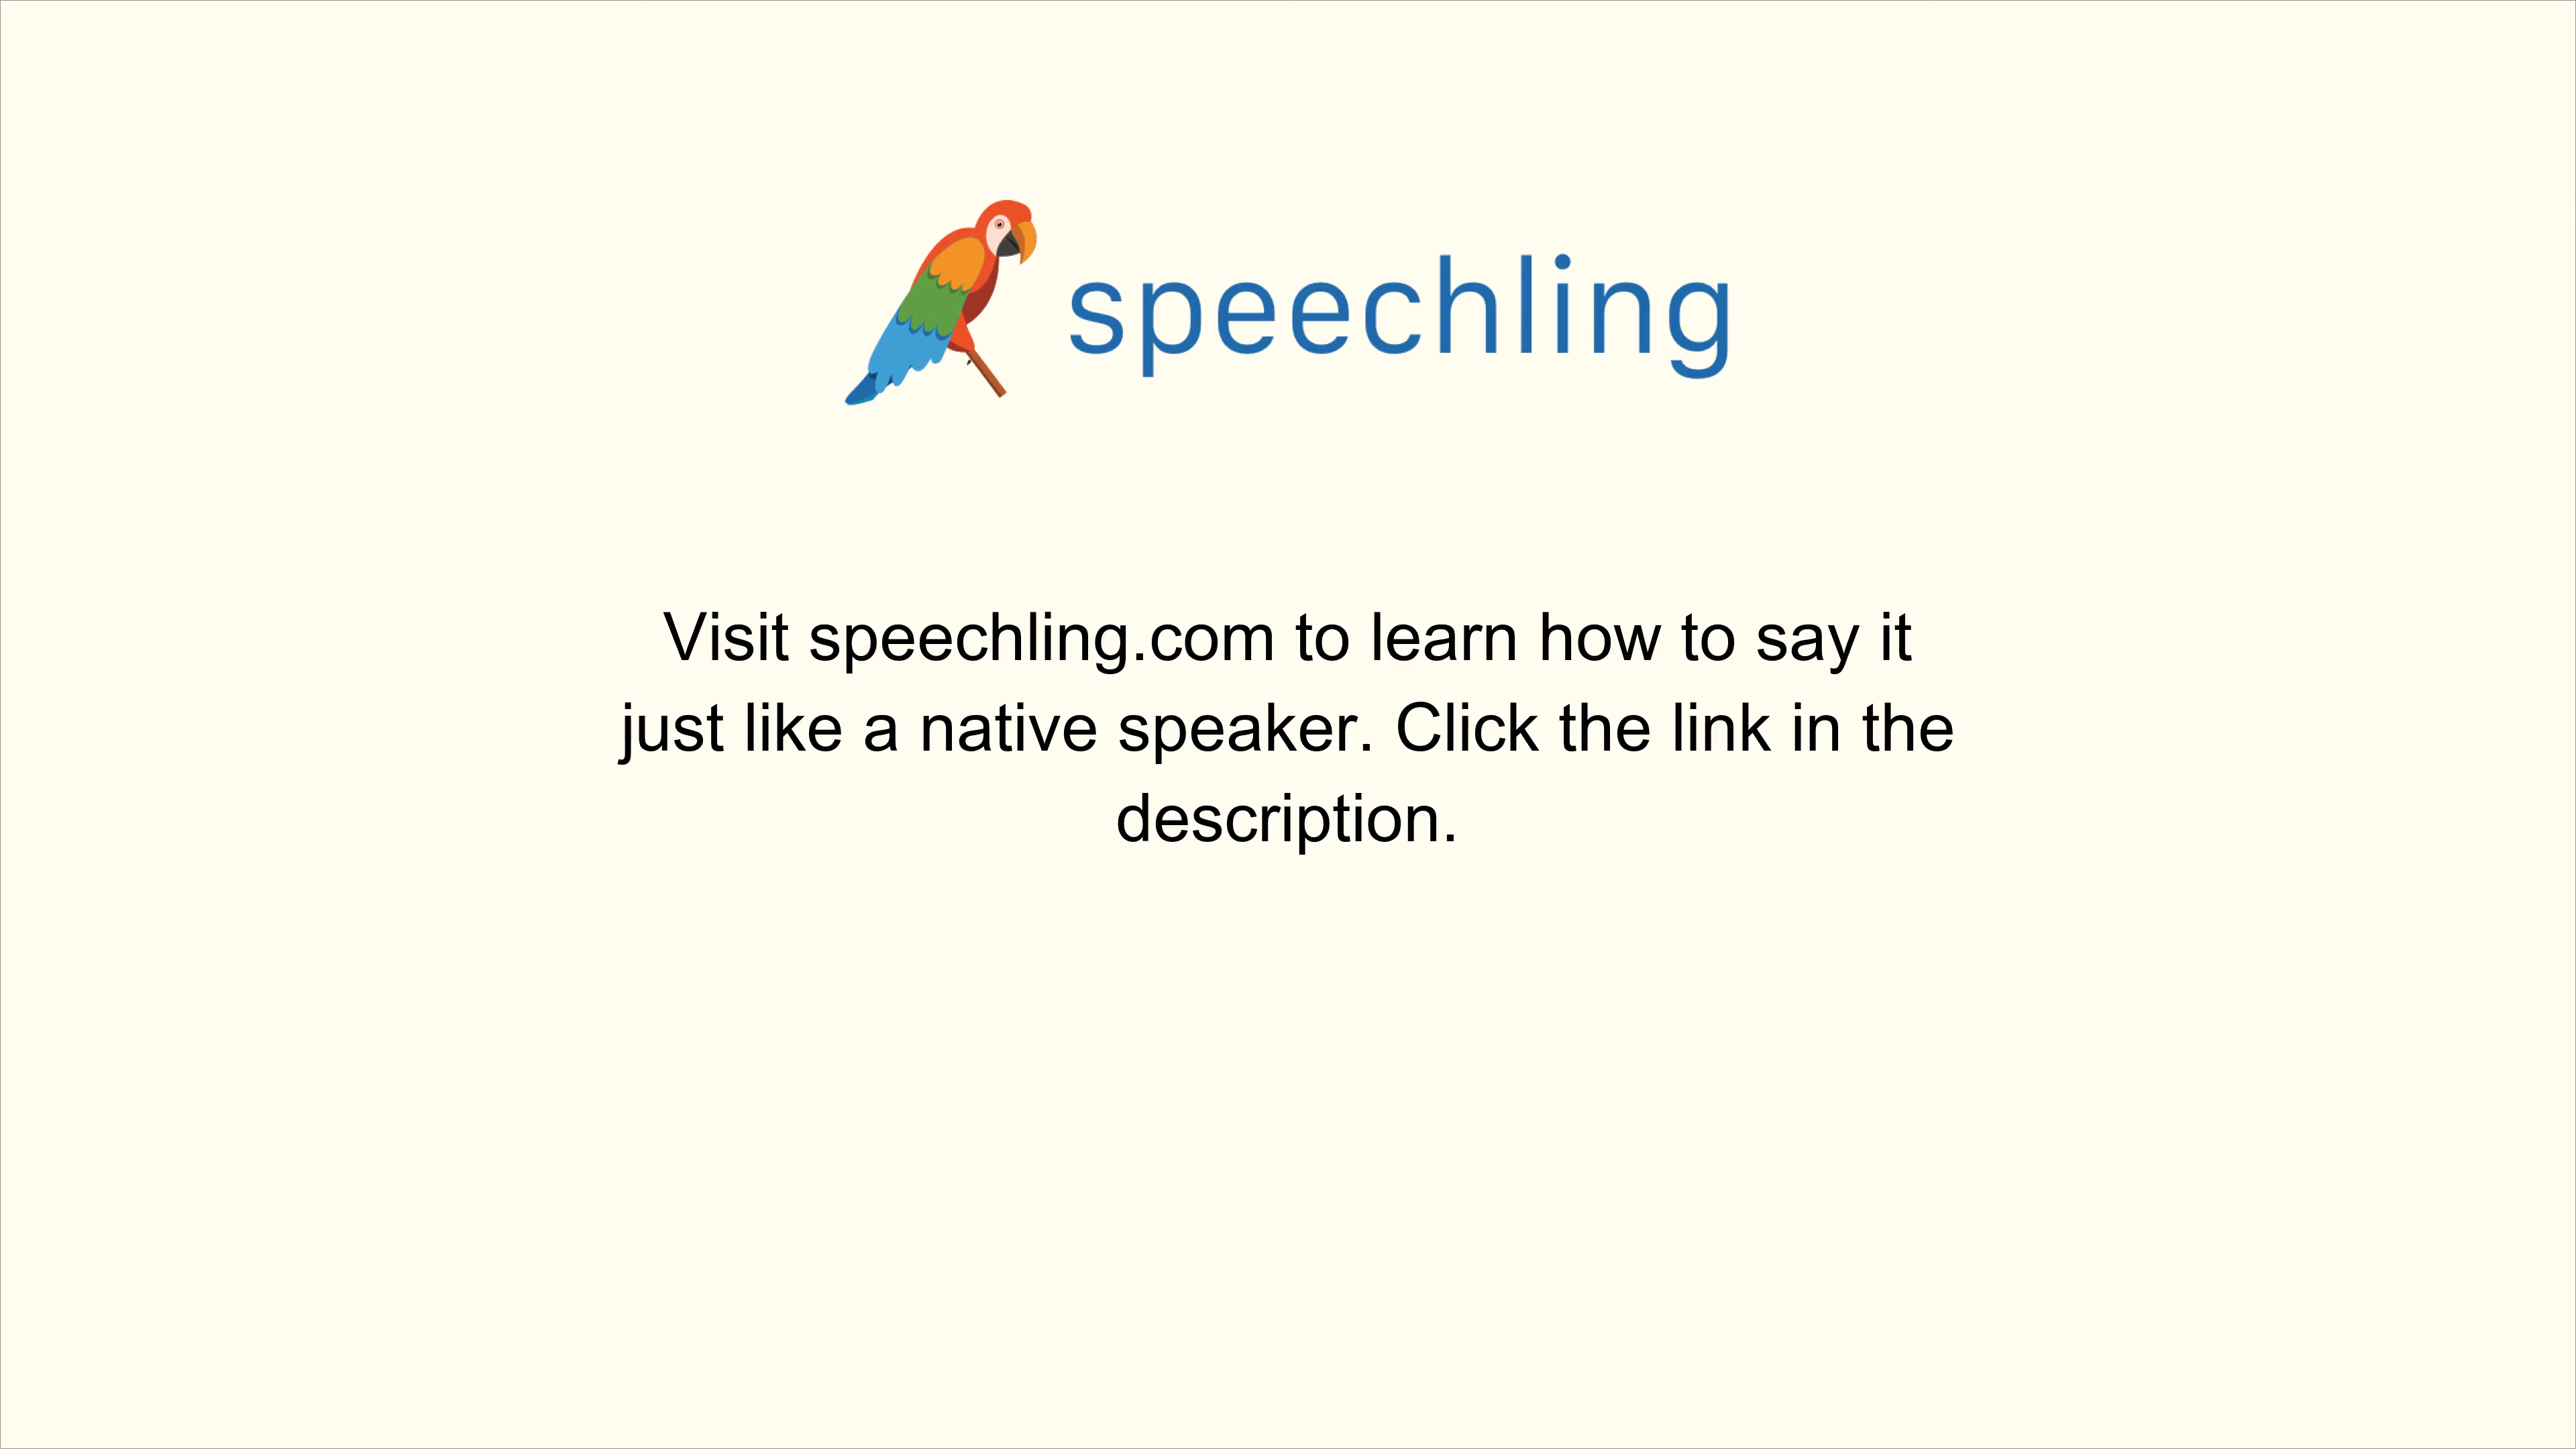 speechling
Visit speechling.com to learn how to say it
just like a native speaker. Click the link in the
description.